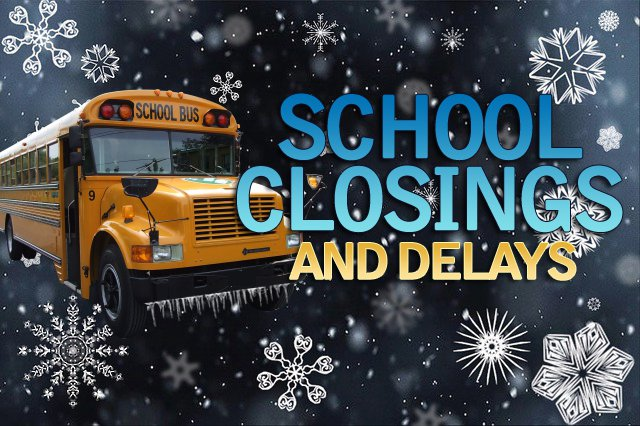 SCHOOL BUS
9
SCHOOL
CLOSINGS
AND DELAYS